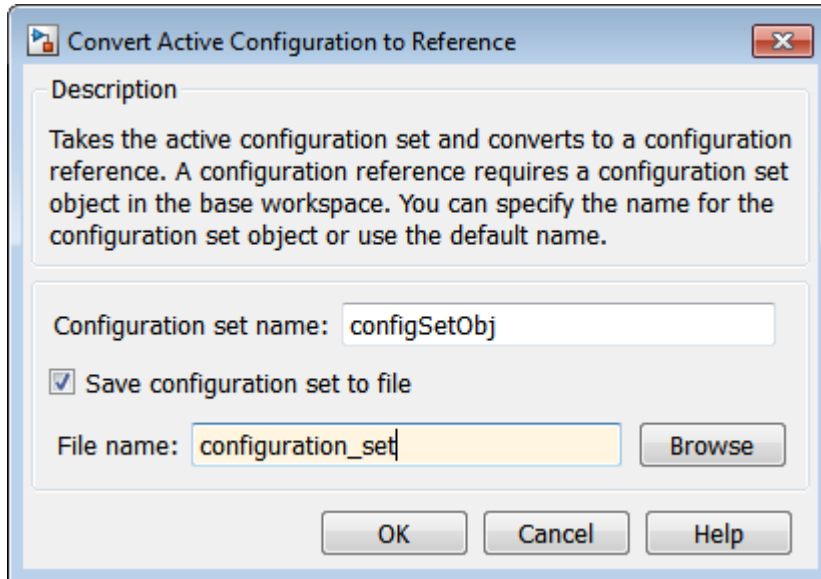 Convert Active Configuration to Reference
Description
Takes the active configuration set and converts to a configuration
reference. A configuration reference requires a configuration set
object in the base workspace. You can specify the name for the
configuration set object or use the default name.
Configuration set name: configSetObj
Save configuration set to file
File name: configuration_set Browse
OK Cancel Help